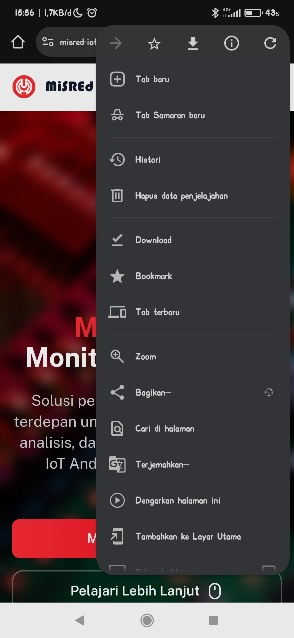 15:56 | 1,7KB/d
43%
misred-iot
MiSREd
Tab baru
Tab Samaran baru
Histori
Hapus data penjelajahan
Download
Bookmark
Tab terbaru
Zoom
Bagikan...
Cari di halaman
Terjemahkan...
Dengarkan halaman ini
Tambahkan ke Layar Utama
M
Monit
Solusi pe
terdepan un
analisis, da
IoT And
M
Pelajari Lebih Lanjut